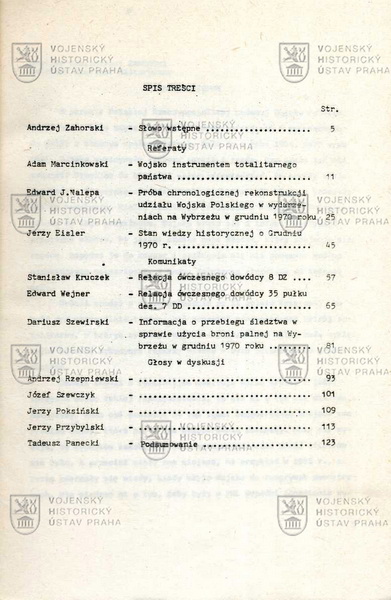 SPIS TREŚCI
Str.
Andrzej Zahorski - Słowo wstępne ........................ 5
Referaty
Adam Marcinkowski - Wojsko instrumentem totalitarnego
państwa ............................. 11
Edward J.Nalepa - Próba chronologicznej rekonstrukcji
udziału Wojska Polskiego w wydarze-
niach na Wybrzeżu w grudniu 1970 roku. 25
Jerzy Eisler - Stan wiedzy historycznej o Grudniu
1970 r. ............................. 45
Komunikaty
Stanisław Kruczek - Relacja ówczesnego dowódcy 8 DZ .... 57
Edward Wejner - Relacja ówczesnego dowódcy 35 pułku
des. 7 DD ........................... 65
Dariusz Szewirski - Informacja o przebiegu śledztwa w
sprawie użycia broni palnej na Wy-
brzeżu w grudniu 1970 roku ......... 81
Głosy w dyskusji
Andrzej Rzepniewski - .................................. 93
Józef Szewczyk - .................................. 101
Jerzy Poksiński - .................................. 109
Jerzy Przybylski - .................................. 113
Tadeusz Panecki - Podsumowanie ..................... 123
VOJENSKÝ
HISTORICKÝ
ÚSTAV PRAHA